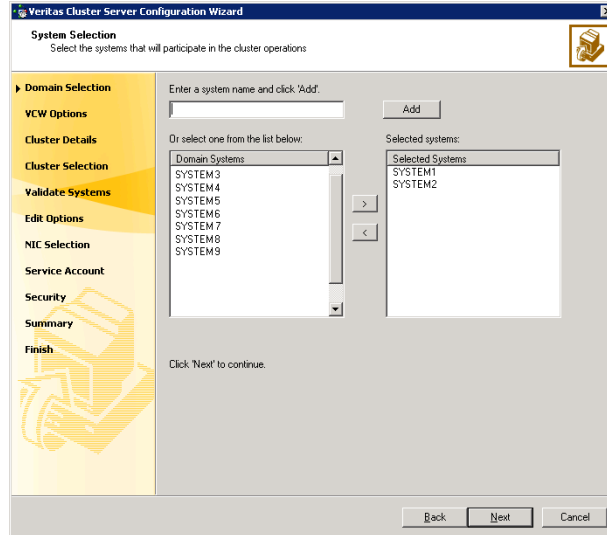 Veritas Cluster Server Configuration Wizard
System Selection
Select the systems that will participate in the cluster operations
Domain Selection
VCW Options
Cluster Details
Cluster Selection
Validate Systems
Edit Options
NIC Selection
Service Account
Security
Summary
Finish
Enter a system name and click 'Add'.
Add
Or select one from the list below:
Domain Systems
SYSTEM3
SYSTEM4
SYSTEM5
SYSTEM6
SYSTEM7
SYSTEM8
SYSTEM9
>
<
Selected systems:
Selected Systems
SYSTEM1
SYSTEM2
Click 'Next' to continue.
Back
Next
Cancel